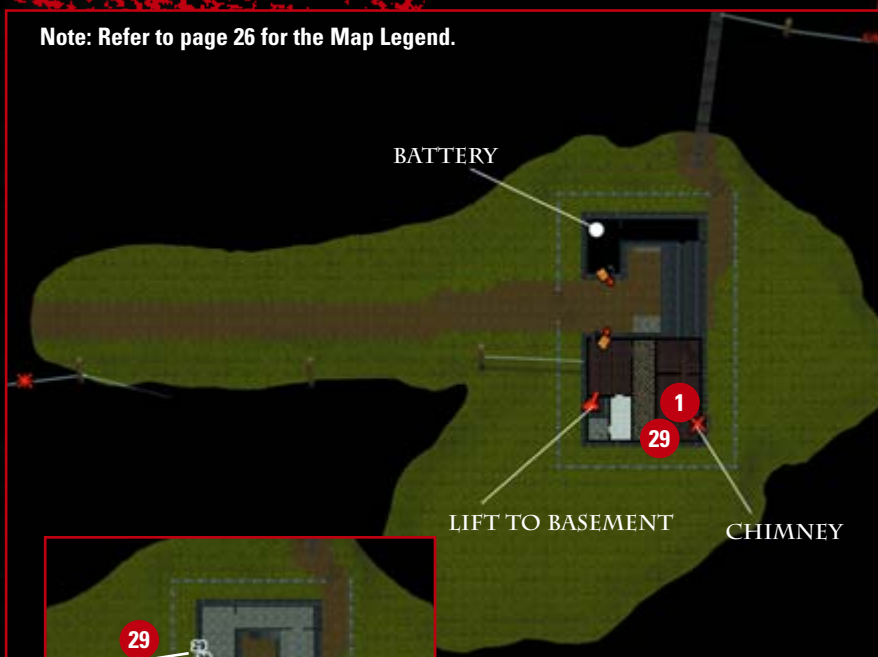 Note: Refer to page 26 for the Map Legend.
BATTERY
1
29
LIFT TO BASEMENT
CHIMNEY
29